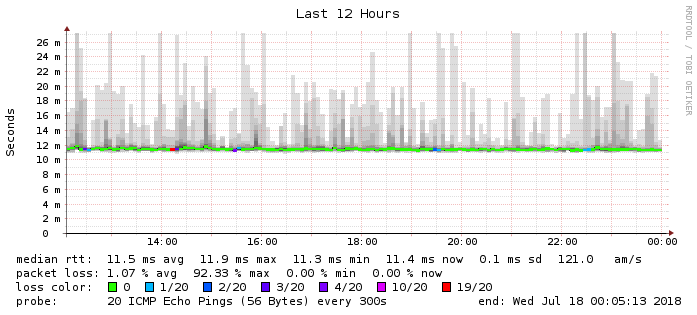 Last 12 Hours
RRDTOOL / TOBI OETIKER
Seconds
26 m
24 m
22 m
20 m
18 m
16 m
14 m
12 m
10 m
8 m
6 m
4 m
2 m
0
14:00 16:00 18:00 20:00 22:00 00:00
median rtt: 11.5 ms avg 11.9 ms max 11.3 ms min 11.4 ms now 0.1 ms sd 121.0 am/s
packet loss: 1.07 % avg 92.33 % max 0.00 % min 0.00 % now
loss color: 0 1/20 2/20 3/20 4/20 10/20 19/20
probe: 20 ICMP Echo Pings (56 Bytes) every 300s end: Wed Jul 18 00:05:13 2018